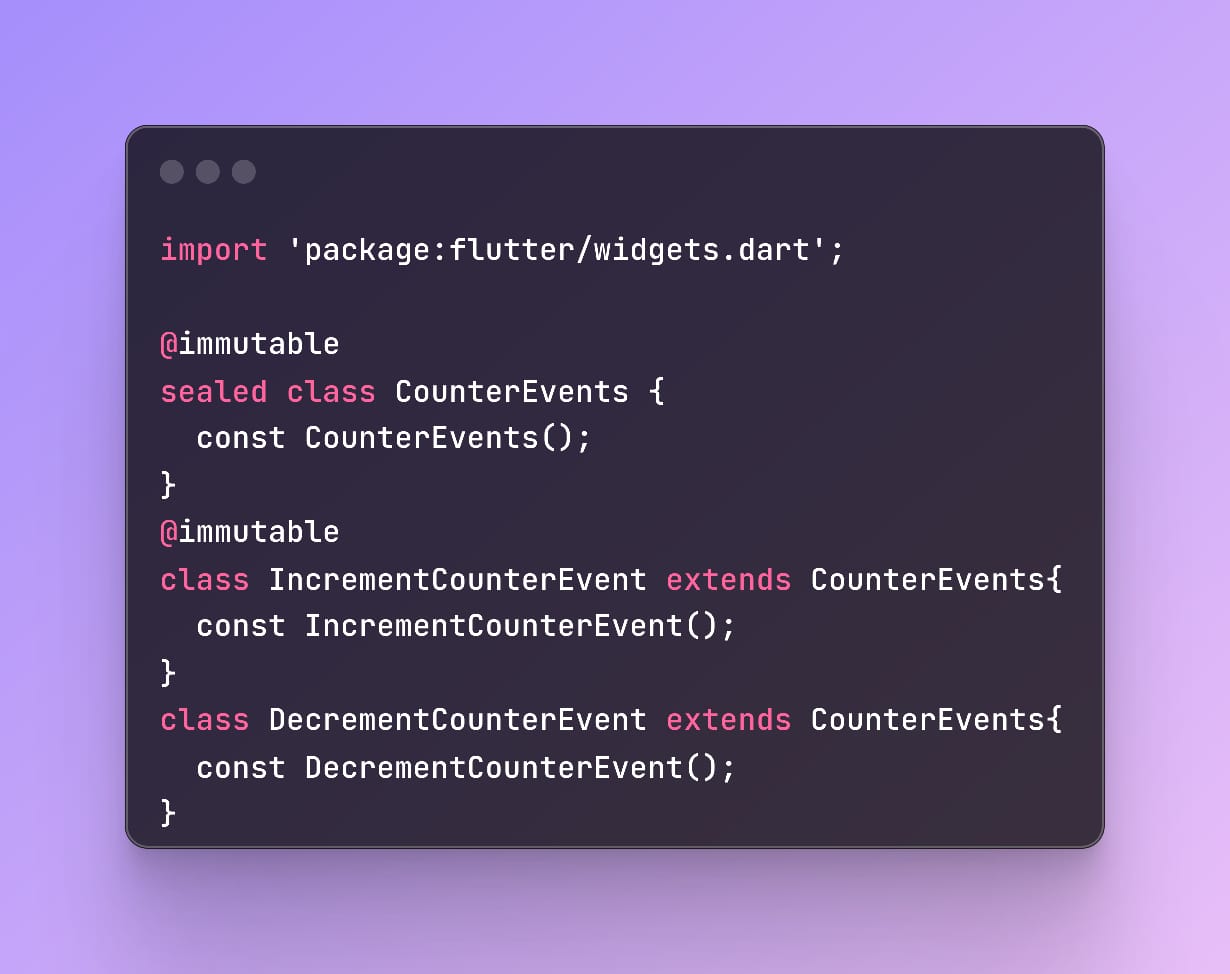 import 'package:flutter/widgets.dart';
@immutable
sealed class CounterEvents {
  const CounterEvents();
}
@immutable
class IncrementCounterEvent extends CounterEvents{
  const IncrementCounterEvent();
}
class DecrementCounterEvent extends CounterEvents{
  const DecrementCounterEvent();
}